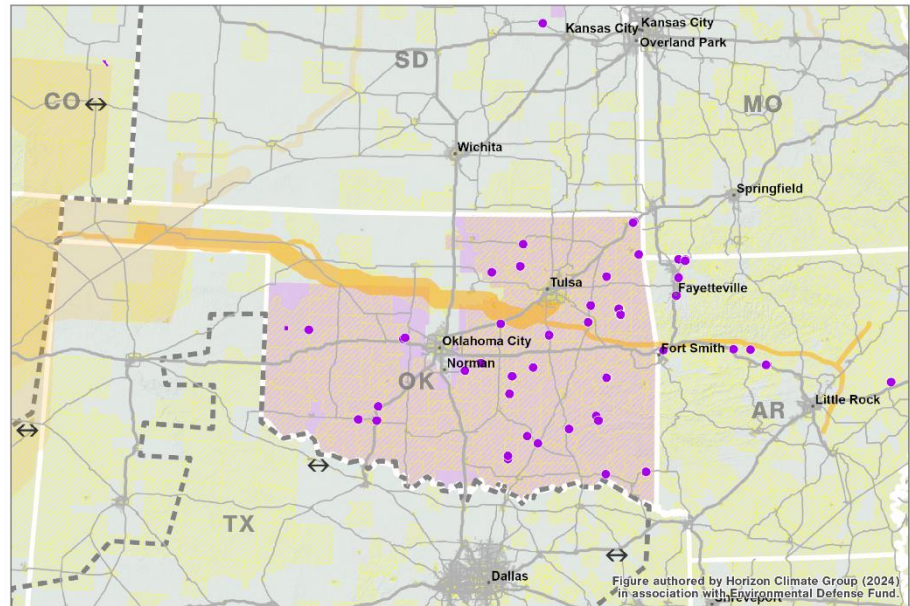 Kansas City
Kansas City
Overland Park
SD
CO
MO
Wichita
Springfield
Tulsa
Fayetteville
Oklahoma City
Fort Smith
Norman
OK
Little Rock
AR
TX
Dallas
Figure authored by Horizon Climate Group (2024)
in association with Environmental Defense Fund.
Shreveport